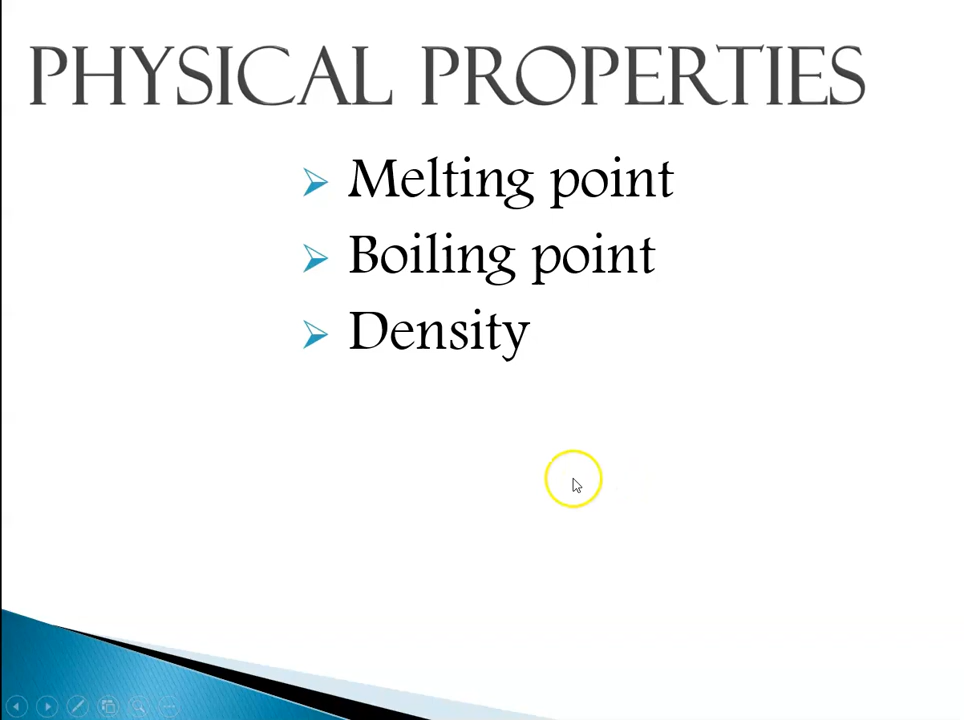 PHYSICAL PROPERTIES
Melting point
Boiling point
Density